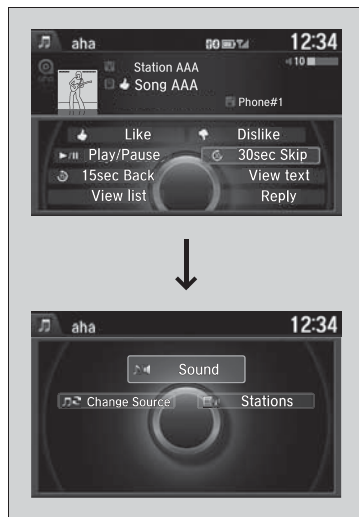 aha 12:34
Station AAA
10
Song AAA
Phone#1
Like Dislike
Play/Pause 30sec Skip
15sec Back View text
View list Reply
aha 12:34
Sound
Change Source Stations